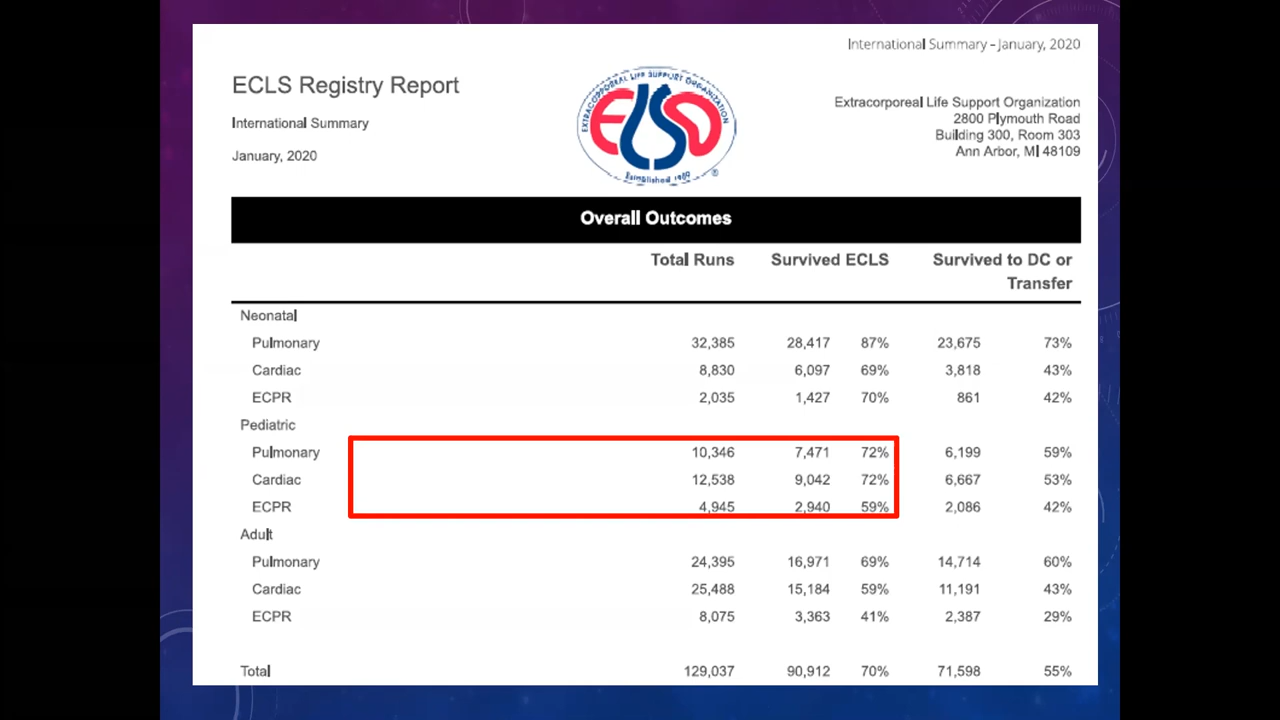 International Summary – January, 2020
ECLS Registry Report
International Summary
January, 2020
EXTRACORPOREAL LIFE SUPPORT ORGANIZATION
ELSO
Established 1989
®
Extracorporeal Life Support Organization
2800 Plymouth Road
Building 300, Room 303
Ann Arbor, MI 48109
Overall Outcomes
Total Runs Survived ECLS Survived to DC or
Transfer
Neonatal
Pulmonary 32,385 28,417 87% 23,675 73%
Cardiac 8,830 6,097 69% 3,818 43%
ECPR 2,035 1,427 70% 861 42%
Pediatric
Pulmonary 10,346 7,471 72% 6,199 59%
Cardiac 12,538 9,042 72% 6,667 53%
ECPR 4,945 2,940 59% 2,086 42%
Adult
Pulmonary 24,395 16,971 69% 14,714 60%
Cardiac 25,488 15,184 59% 11,191 43%
ECPR 8,075 3,363 41% 2,387 29%
Total 129,037 90,912 70% 71,598 55%